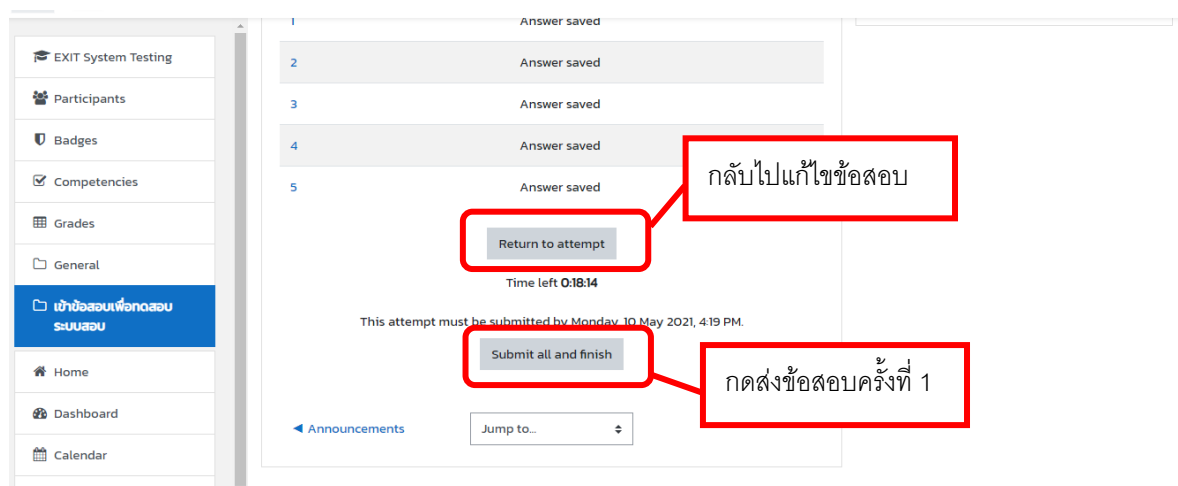 EXIT System Testing
Participants
Badges
Competencies
Grades
General
เข้าข้อสอบเพื่อทดสอบ
ระบบสอบ
Home
Dashboard
Calendar
1 Answer saved
2 Answer saved
3 Answer saved
4 Answer saved
5 Answer saved
กลับไปแก้ไขข้อสอบ
Return to attempt
Time left 0:18:14
This attempt must be submitted by Monday, 10 May 2021, 4:19 PM.
Submit all and finish
กดส่งข้อสอบครั้งที่ 1
◄ Announcements
Jump to...